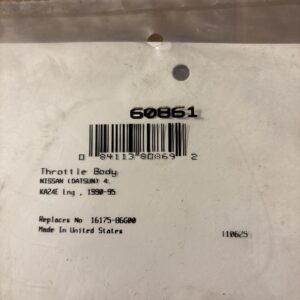 60861
0 84113 80869 2
Throttle Body
NISSAN (DATSUN) 4.
KA24E Eng , 1990-95
Replaces No 16175-86G00
Made In United States
110625